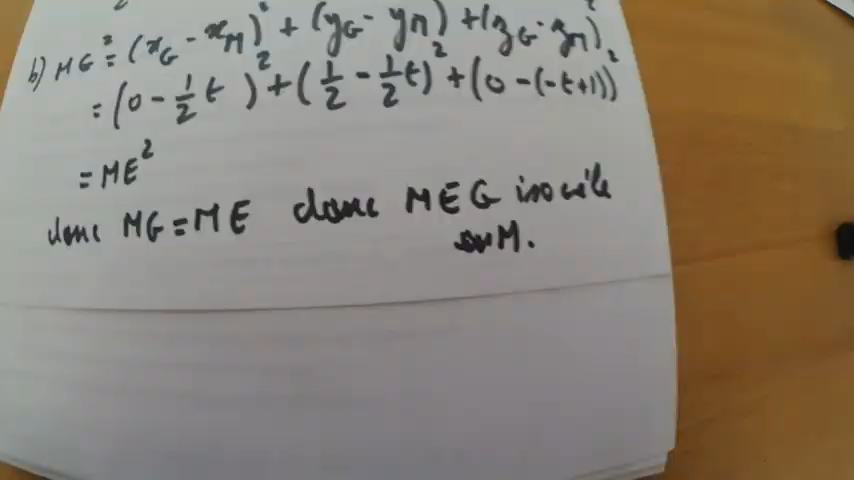 b) MG² = (x_G - x_M)² + (y_G - y_M)² + (z_G - z_M)²
= (0 - 1/2 t)² + (1/2 - 1/2 t)² + (0 - (-t+1))²
= ME²
donc MG = ME donc MEG isocèle
en M.